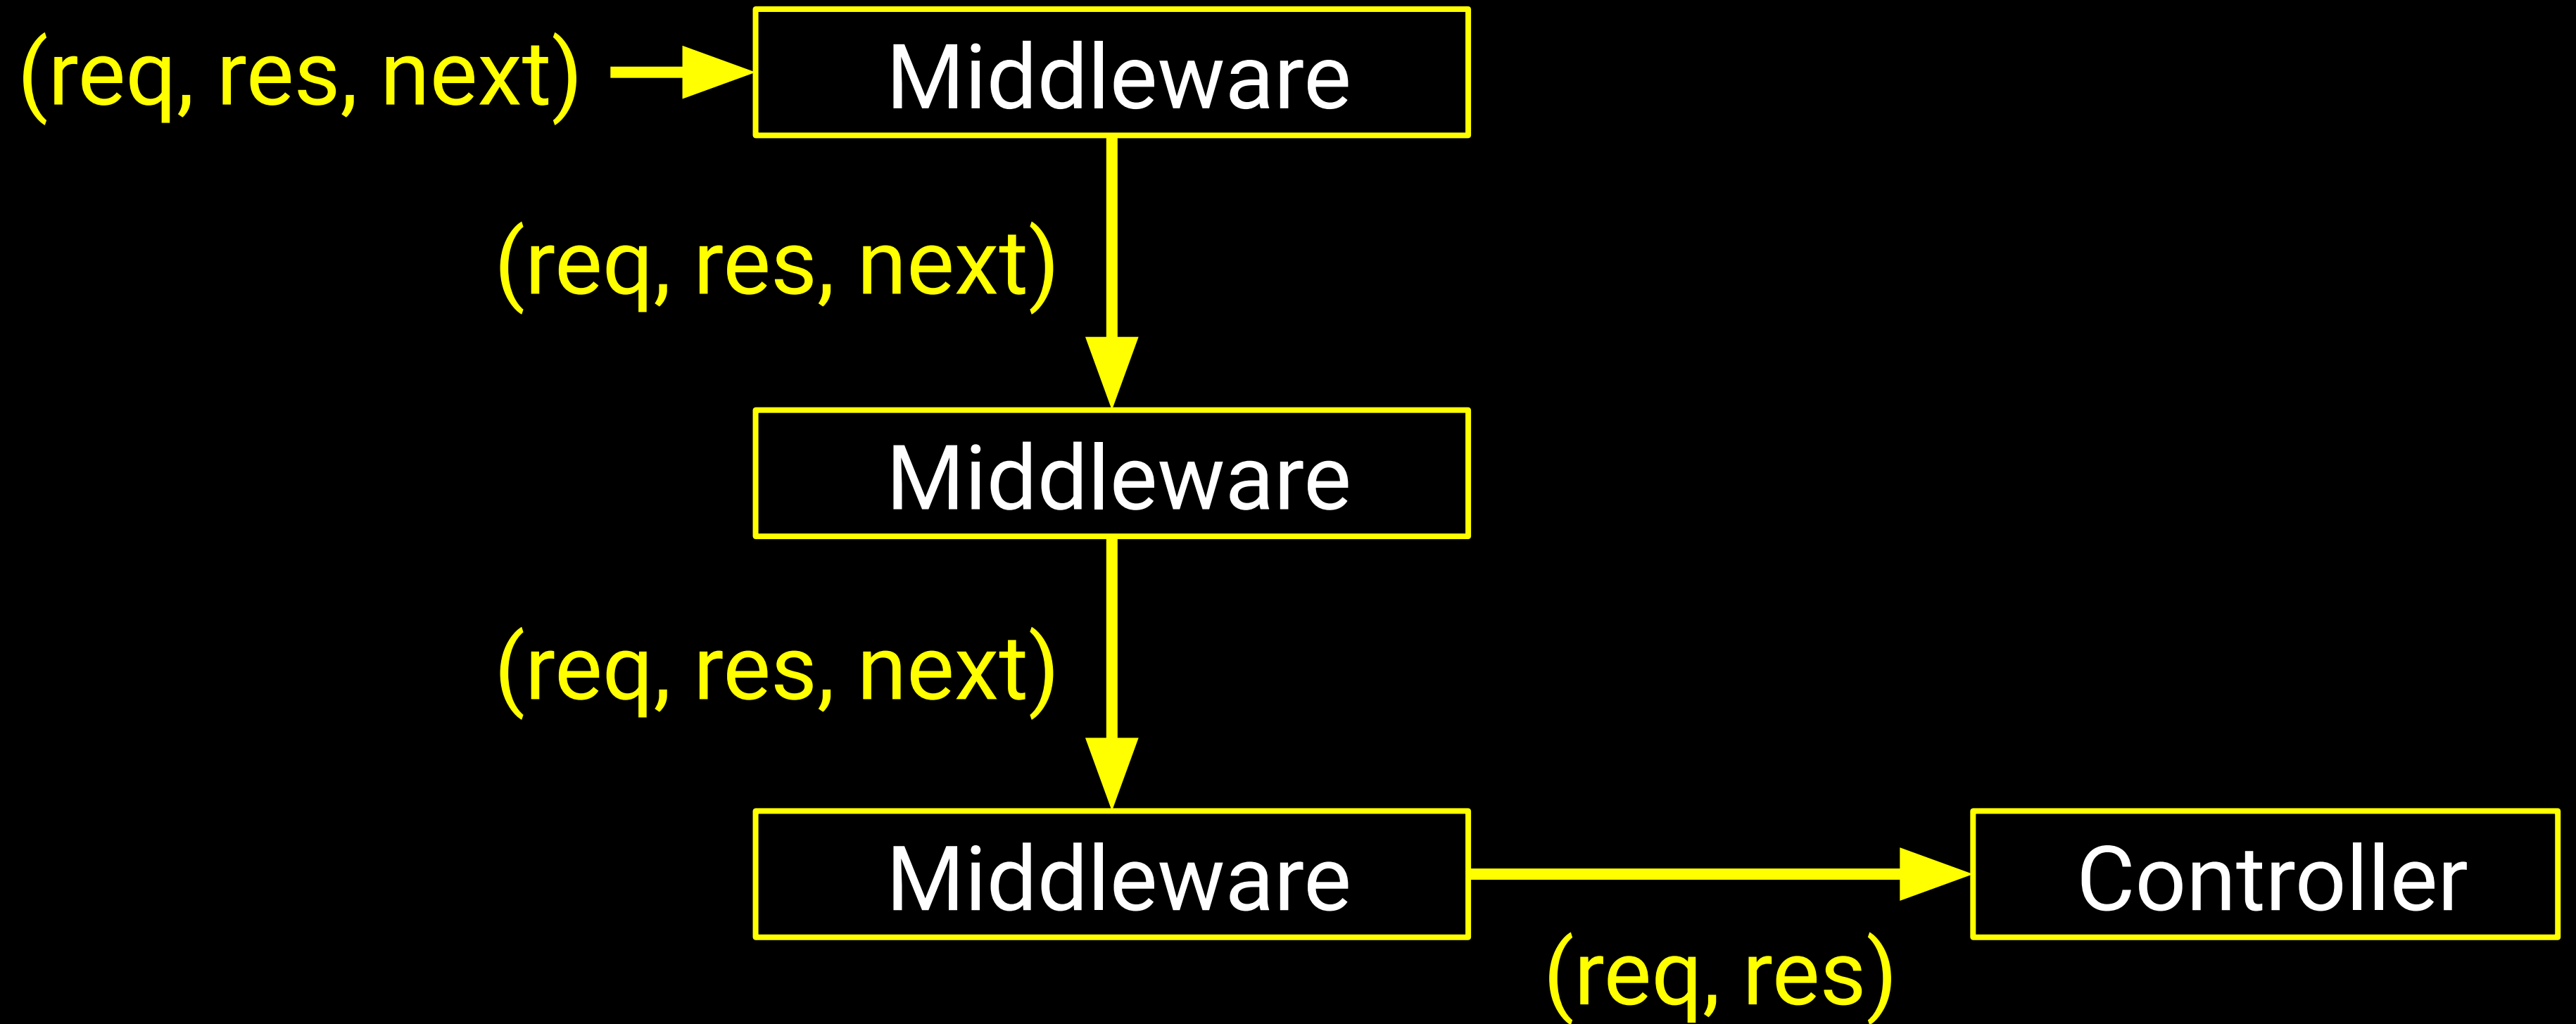 (req, res, next)
Middleware
(req, res, next)
Middleware
(req, res, next)
Middleware
Controller
(req, res)